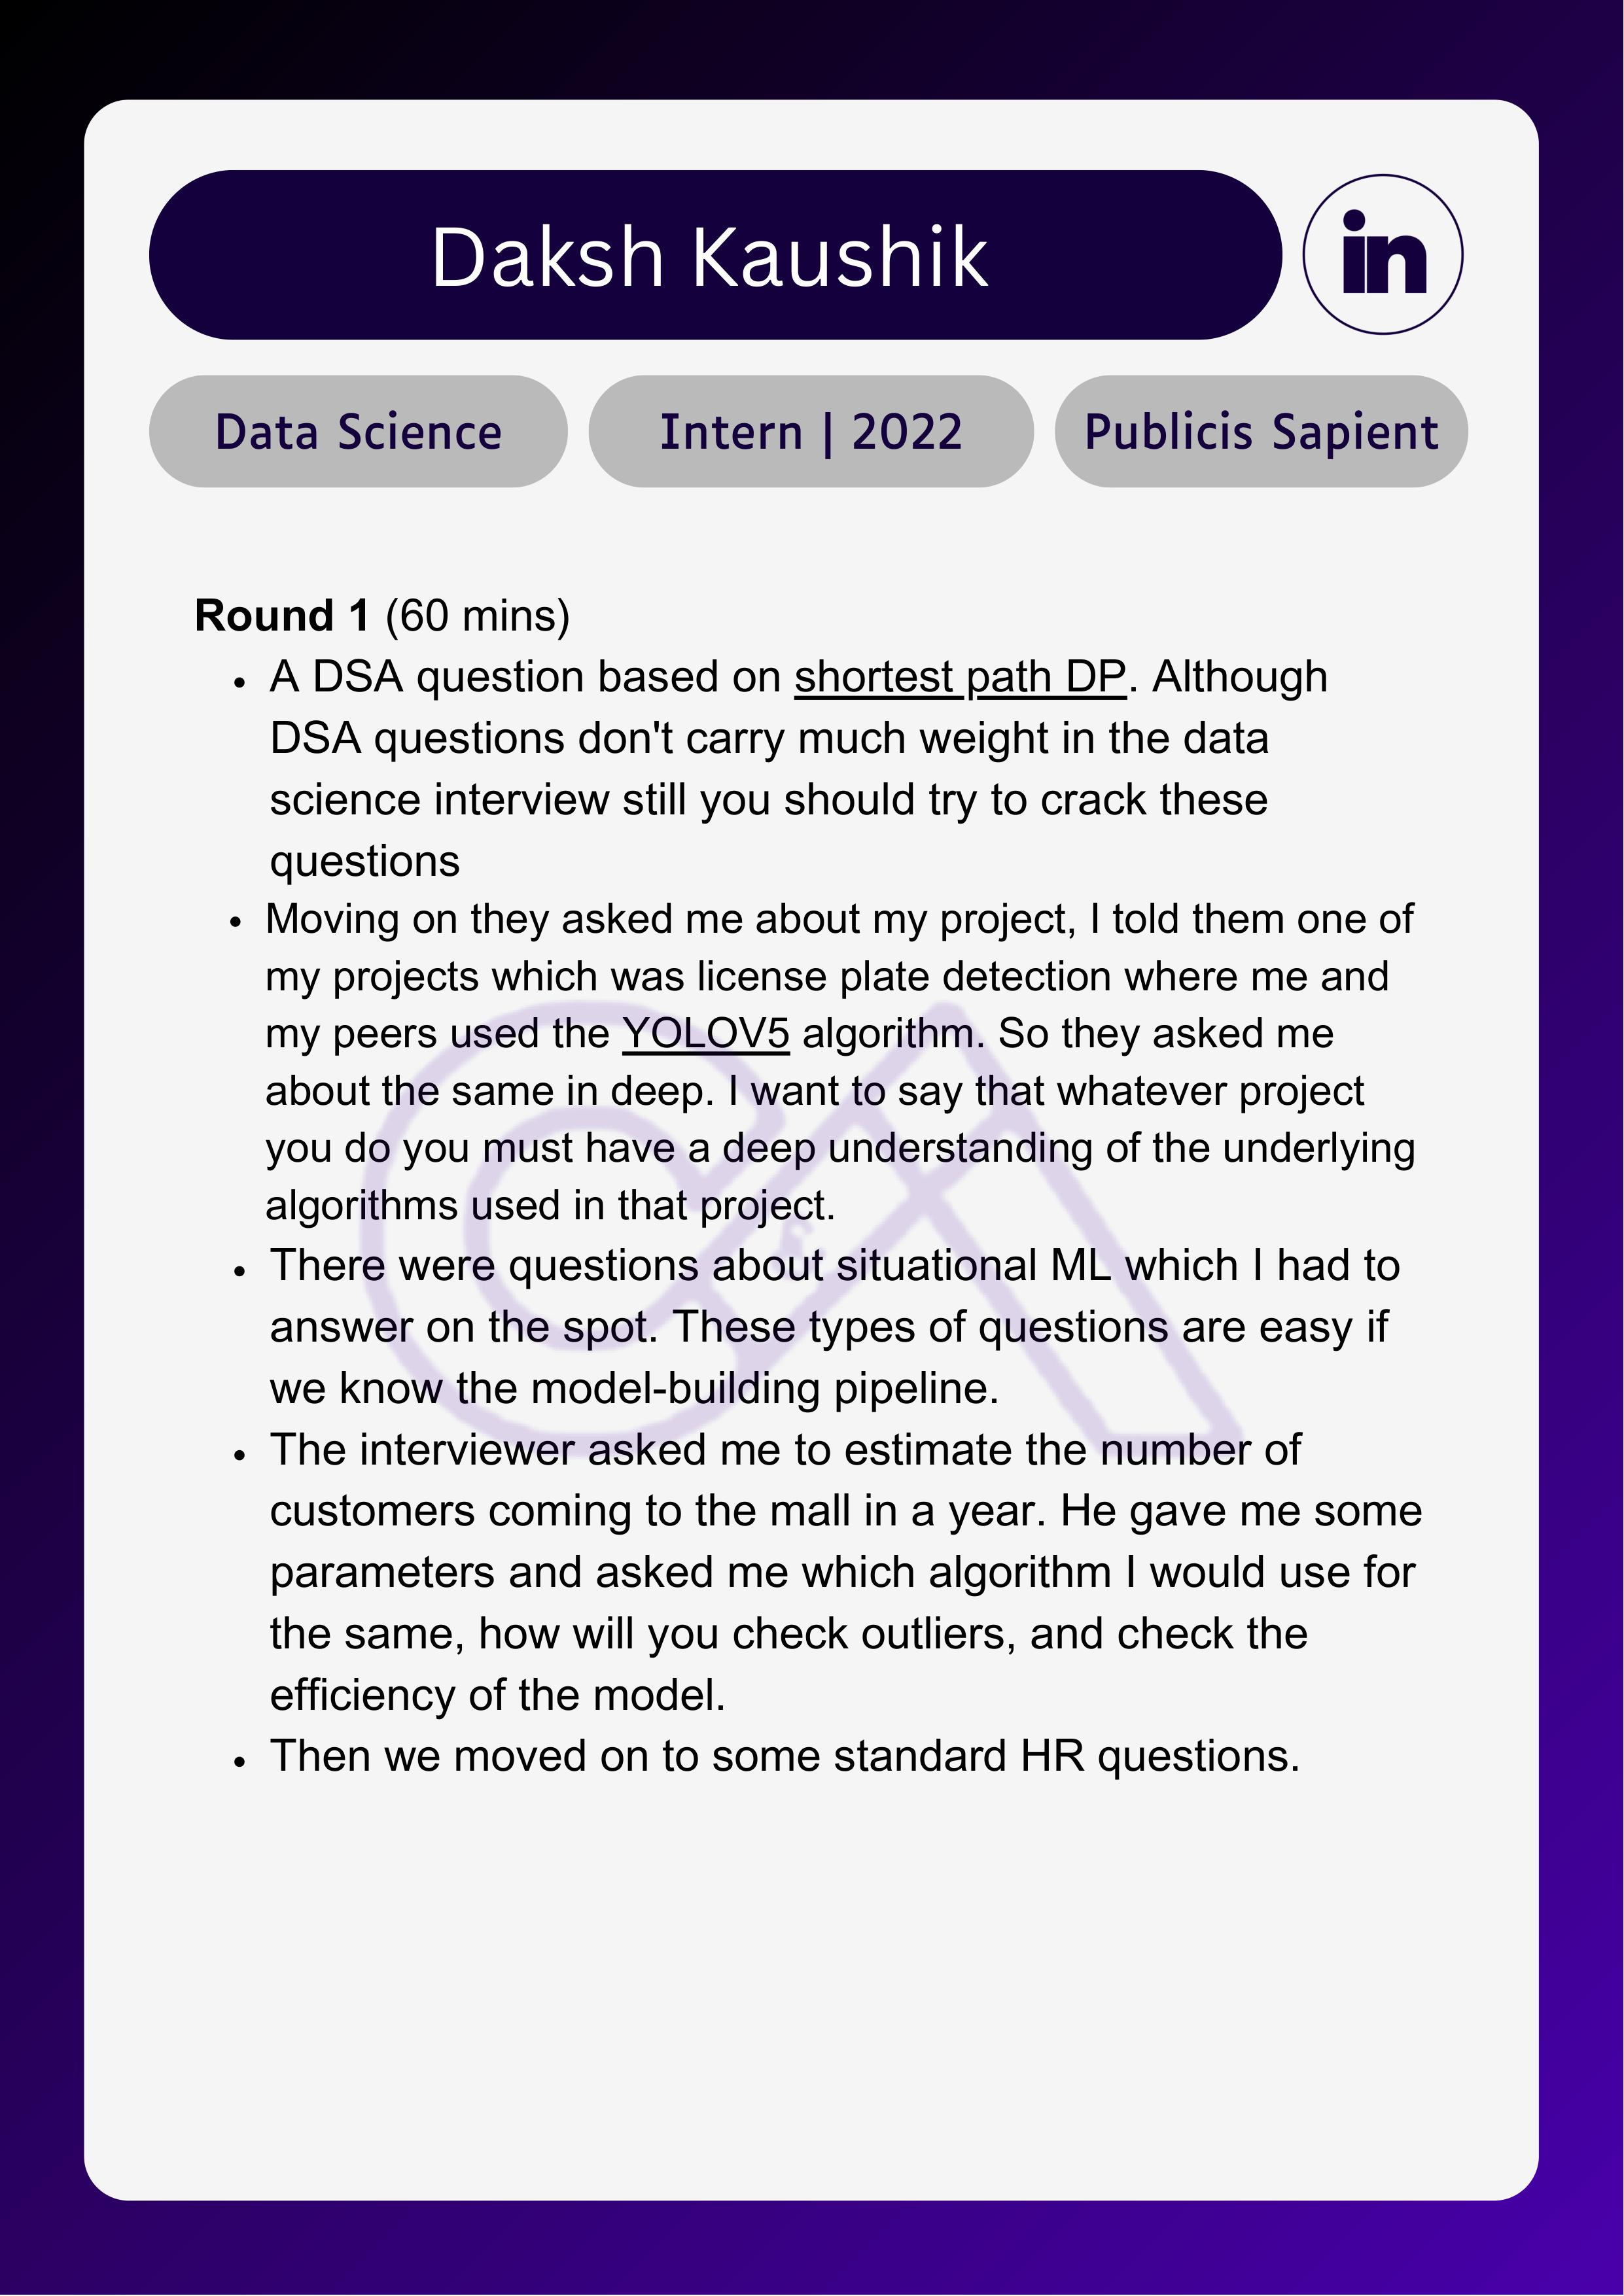 Daksh Kaushik
in
Data Science
Intern | 2022
Publicis Sapient
Round 1 (60 mins)
• A DSA question based on shortest path DP. Although
DSA questions don't carry much weight in the data
science interview still you should try to crack these
questions
• Moving on they asked me about my project, I told them one of
my projects which was license plate detection where me and
my peers used the YOLOV5 algorithm. So they asked me
about the same in deep. I want to say that whatever project
you do you must have a deep understanding of the underlying
algorithms used in that project.
• There were questions about situational ML which I had to
answer on the spot. These types of questions are easy if
we know the model-building pipeline.
• The interviewer asked me to estimate the number of
customers coming to the mall in a year. He gave me some
parameters and asked me which algorithm I would use for
the same, how will you check outliers, and check the
efficiency of the model.
• Then we moved on to some standard HR questions.